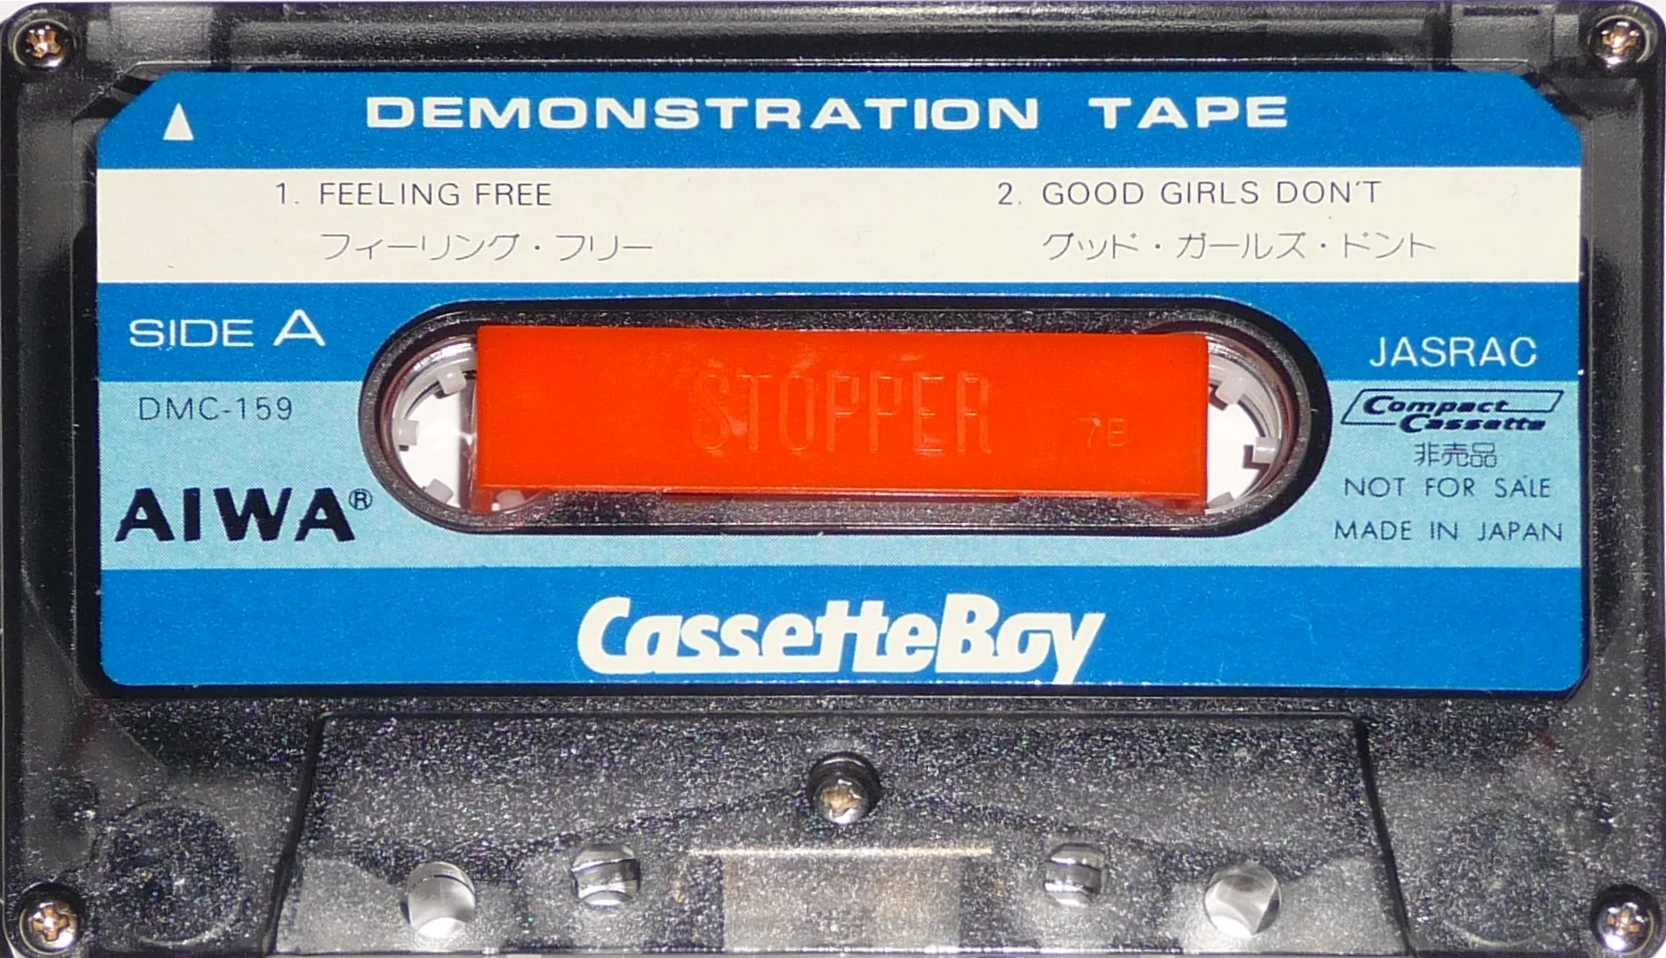 DEMONSTRATION TAPE
1. FEELING FREE
フィーリング・フリー
2. GOOD GIRLS DON'T
グッド・ガールズ・ドント
SIDE A
DMC-159
AIWA®
STOPPER 7B
JASRAC
Compact Cassette
非売品
NOT FOR SALE
MADE IN JAPAN
CassetteBoy